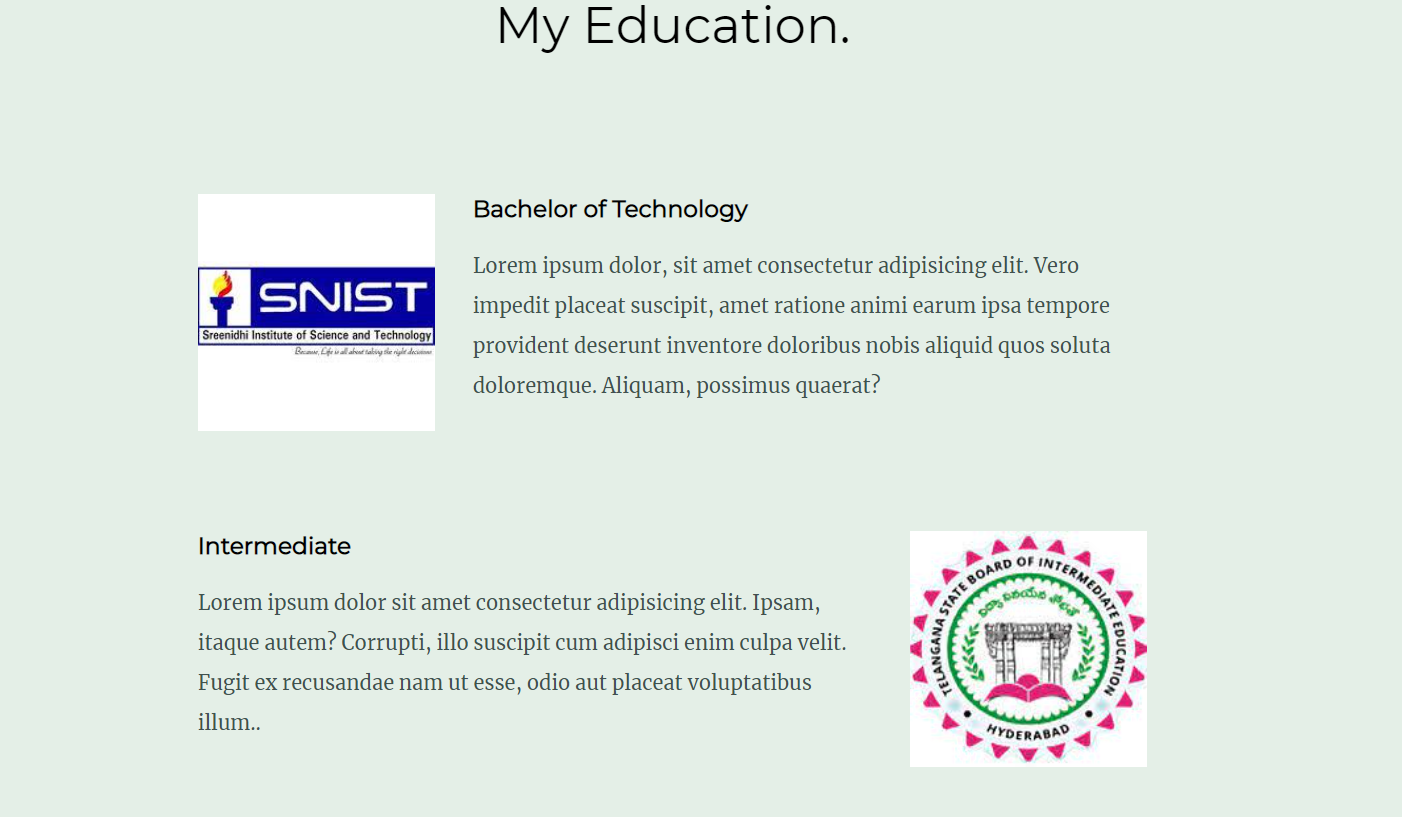 My Education.
SNIST
Sreenidhi Institute of Science and Technology
Because, Life is all about taking the right decisions
Bachelor of Technology
Lorem ipsum dolor, sit amet consectetur adipisicing elit. Vero
impedit placeat suscipit, amet ratione animi earum ipsa tempore
provident deserunt inventore doloribus nobis aliquid quos soluta
doloremque. Aliquam, possimus quaerat?
Intermediate
Lorem ipsum dolor sit amet consectetur adipisicing elit. Ipsam,
itaque autem? Corrupti, illo suscipit cum adipisci enim culpa velit.
Fugit ex recusandae nam ut esse, odio aut placeat voluptatibus
illum..
TELANGANA STATE BOARD OF INTERMEDIATE EDUCATION
HYDERABAD